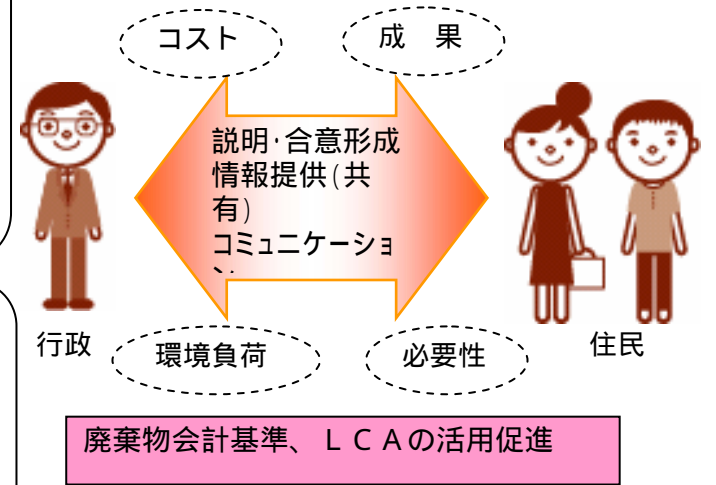 コスト
成　果
説明・合意形成
情報提供(共
有)
コミュニケーショ
行政
住民
環境負荷
必要性
廃棄物会計基準、ＬＣＡの活用促進